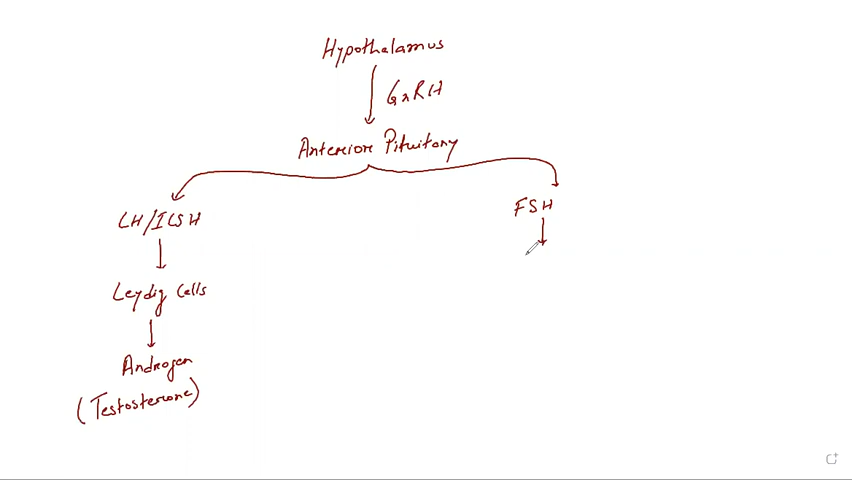 Hypothalamus
GnRH
Anterior Pituitary
LH/ICSH
FSH
Leydig Cells
Androgen
(Testosterone)